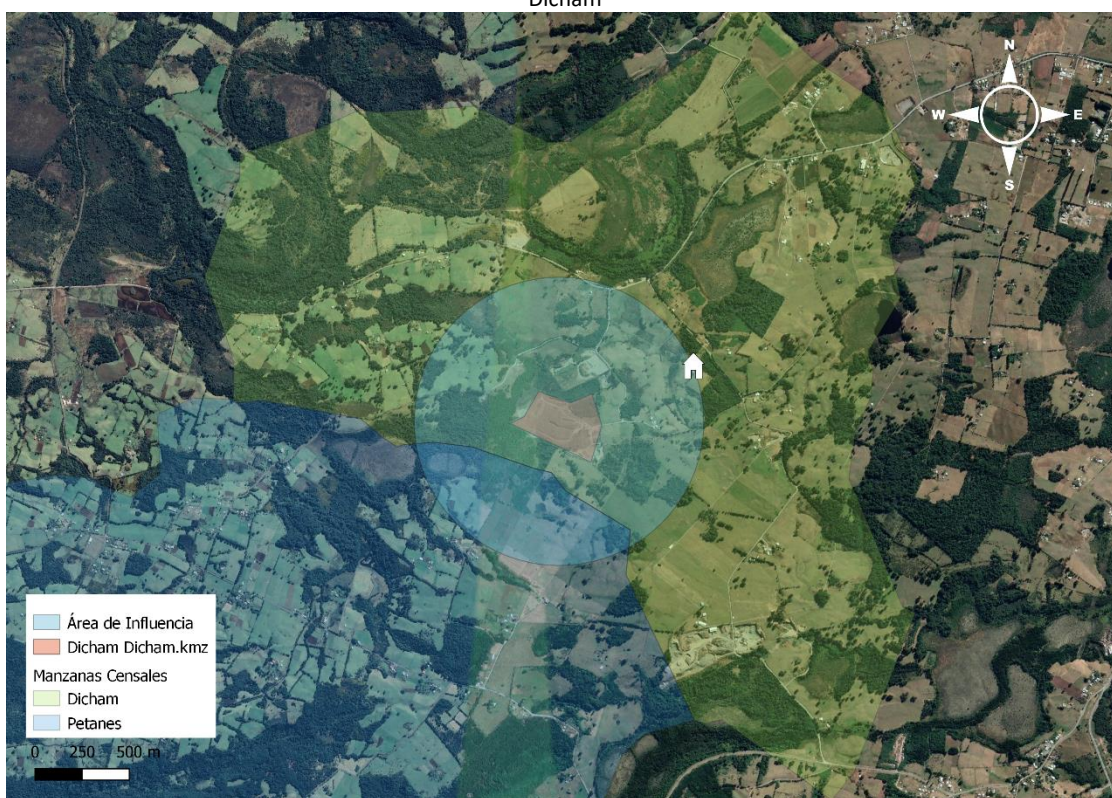 Dicham
N
W E
S
Área de Influencia
Dicham Dicham.kmz
Manzanas Censales
Dicham
Petanes
0 250 500 m